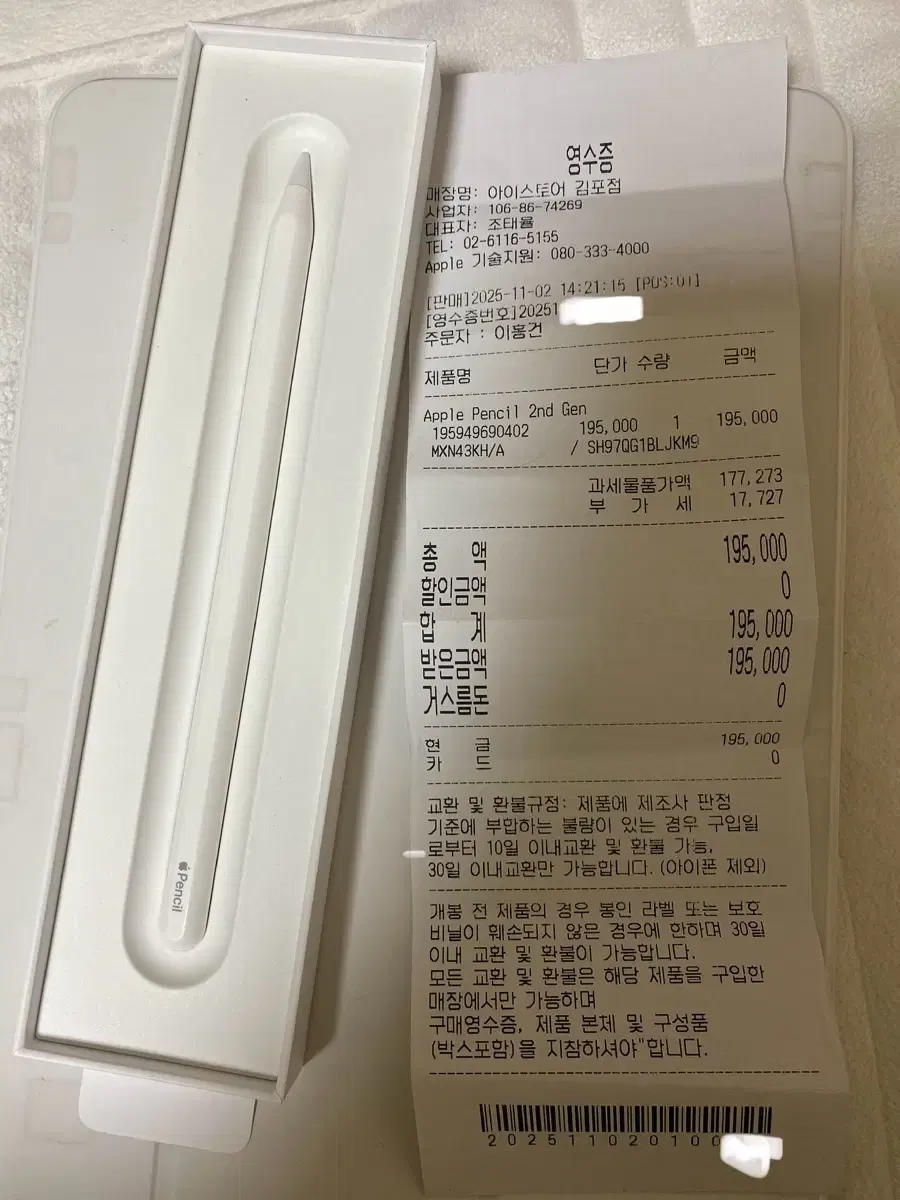 Pencil
영수증
매장명: 아이스토어 김포점
사업자: 106-86-74269
대표자: 조태율
TEL: 02-6116-5155
Apple 기술지원: 080-333-4000
[판매]2025-11-02 14:21:15 [POS:01]
[영수증번호]20251
주문자 : 이홍건
제품명 단가 수량 금액
Apple Pencil 2nd Gen
195949690402 195,000 1 195,000
MXN43KH/A / SH97QG1BLJKM9
과세물품가액 177,273
부 가 세 17,727
총 액 195,000
할인금액 0
합 계 195,000
받은금액 195,000
거스름돈 0
현 금 195,000
카 드 0
교환 및 환불규정: 제품에 제조사 판정
기준에 부합하는 불량이 있는 경우 구입일
로부터 10일 이내교환 및 환불 가능,
30일 이내교환만 가능합니다. (아이폰 제외)
개봉 전 제품의 경우 봉인 라벨 또는 보호
비닐이 훼손되지 않은 경우에 한하며 30일
이내 교환 및 환불이 가능합니다.
모든 교환 및 환불은 해당 제품을 구입한
매장에서만 가능하며
구매영수증, 제품 본체 및 구성품
(박스포함)을 지참하셔야"합니다.
202511020100